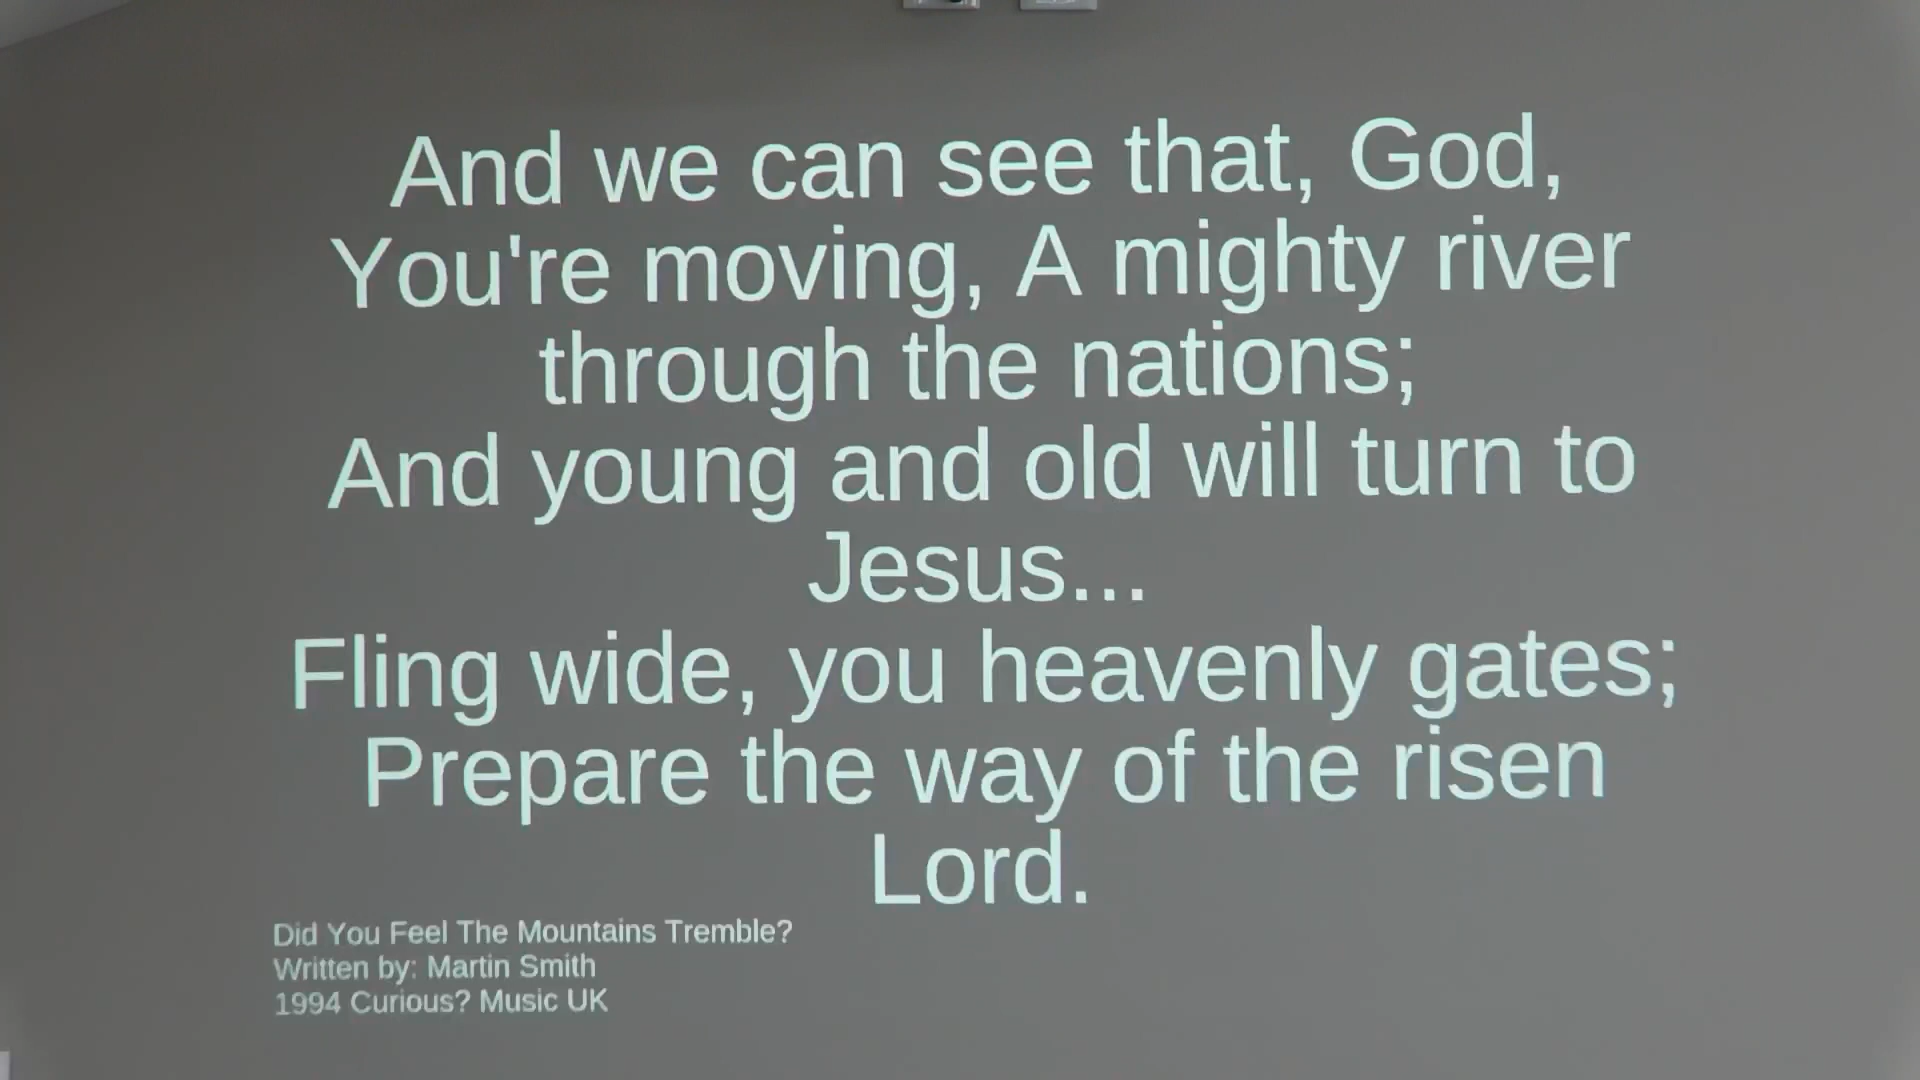 And we can see that, God,
You're moving, A mighty river
through the nations;
And young and old will turn to
Jesus...
Fling wide, you heavenly gates;
Prepare the way of the risen
Lord.
Did You Feel The Mountains Tremble?
Written by: Martin Smith
1994 Curious? Music UK